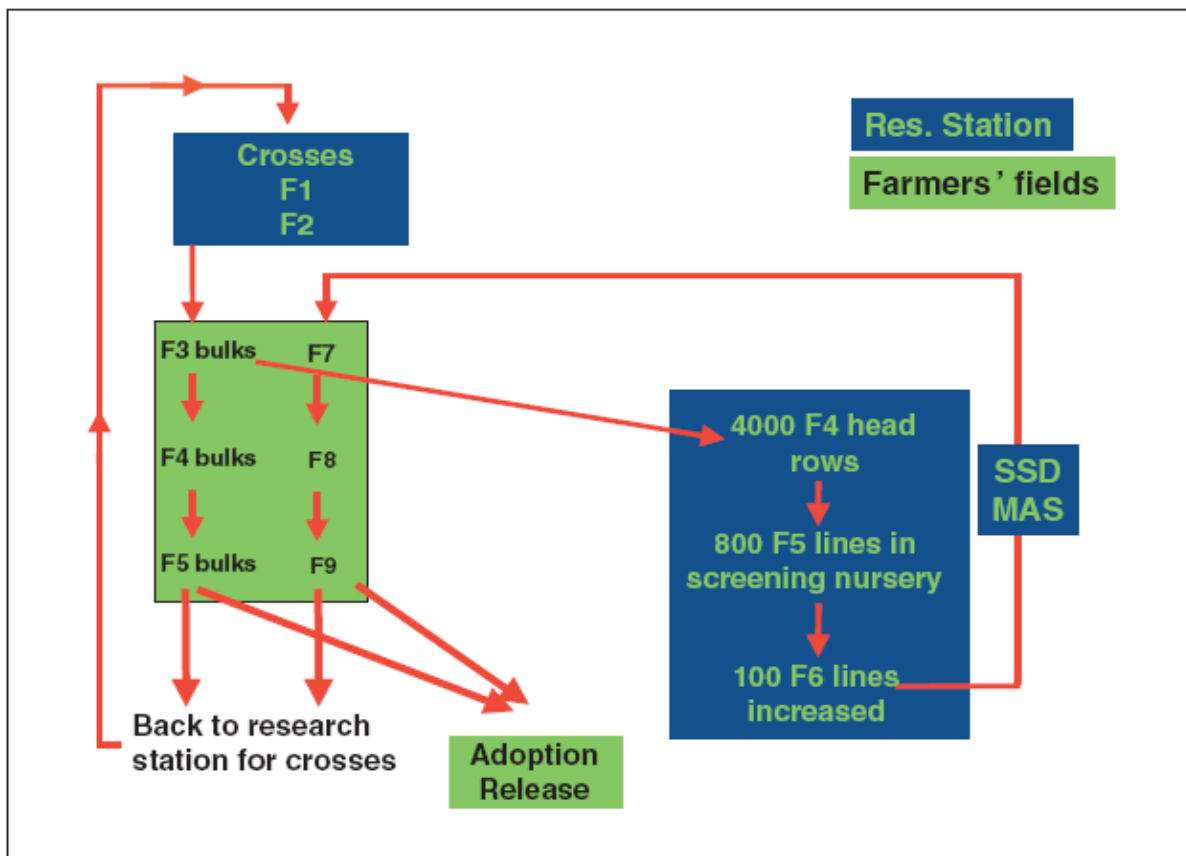 Crosses
F1
F2
Res. Station
Farmers ’ fields
F3 bulks
F7
F4 bulks
F8
F5 bulks
F9
4000 F4 head
rows
800 F5 lines in
screening nursery
100 F6 lines
increased
SSD
MAS
Back to research
station for crosses
Adoption
Release